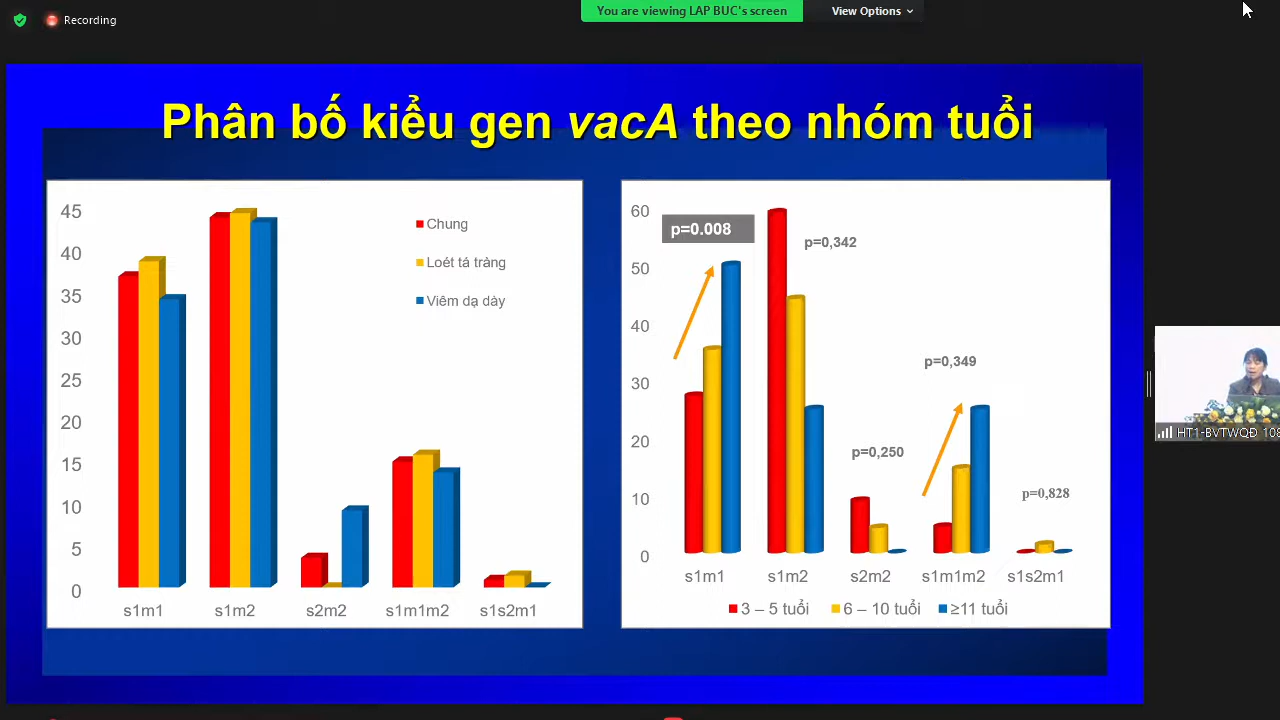 Recording
You are viewing LAP BUC's screen
View Options
Phân bố kiểu gen vacA theo nhóm tuổi
45
40
35
30
25
20
15
10
5
0
s1m1 s1m2 s2m2 s1m1m2 s1s2m1
Chung
Loét tá tràng
Viêm dạ dày
60
50
40
30
20
10
0
p=0.008
p=0,342
p=0,250
p=0,349
p=0,828
s1m1 s1m2 s2m2 s1m1m2 s1s2m1
3 – 5 tuổi 6 – 10 tuổi ≥11 tuổi
HT1-BVTWQĐ 108